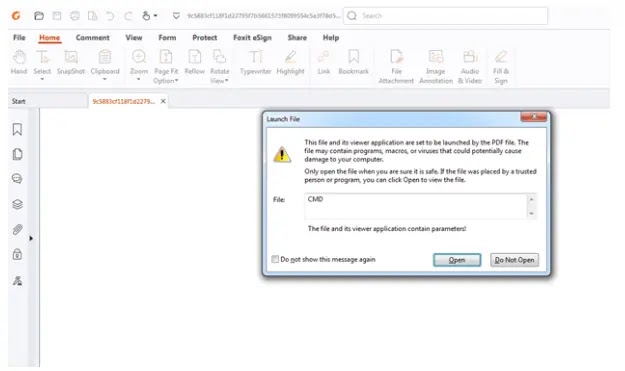 9c5883cf118f1d22795f7b5661573f8099554c5a3f78d5...
Search
File Home Comment View Form Protect Foxit eSign Share Help
Hand Select SnapShot Clipboard Zoom Page Fit Option Reflow Rotate View Typewriter Highlight Link Bookmark File Attachment Image Annotation Audio & Video Fill & Sign
Start
9c5883cf118f1d2279...
Launch File
This file and its viewer application are set to be launched by the PDF file. The
file may contain programs, macros, or viruses that could potentially cause
damage to your computer.
Only open the file when you are sure it is safe. If the file was placed by a trusted
person or program, you can click Open to view the file.
File: CMD
The file and its viewer application contain parameters!
Do not show this message again
Open
Do Not Open